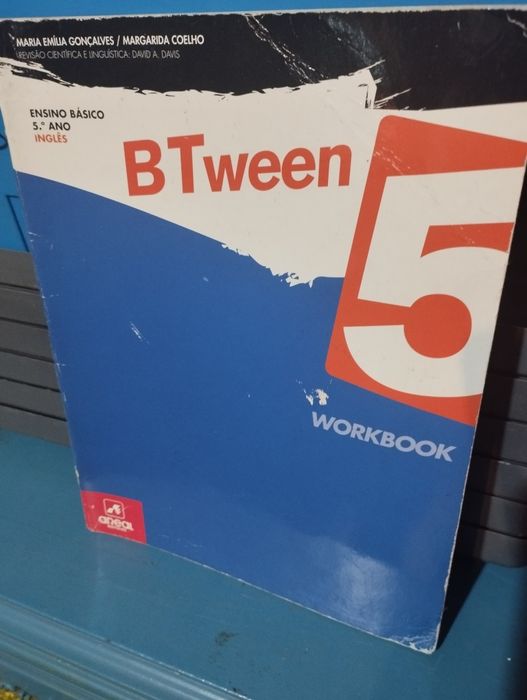 MARIA EMÍLIA GONÇALVES / MARGARIDA COELHO
REVISÃO CIENTÍFICA E LINGUÍSTICA: DAVID A. DAVIS
ENSINO BÁSICO
5.º ANO
INGLÊS
BTween
5
WORKBOOK
areal